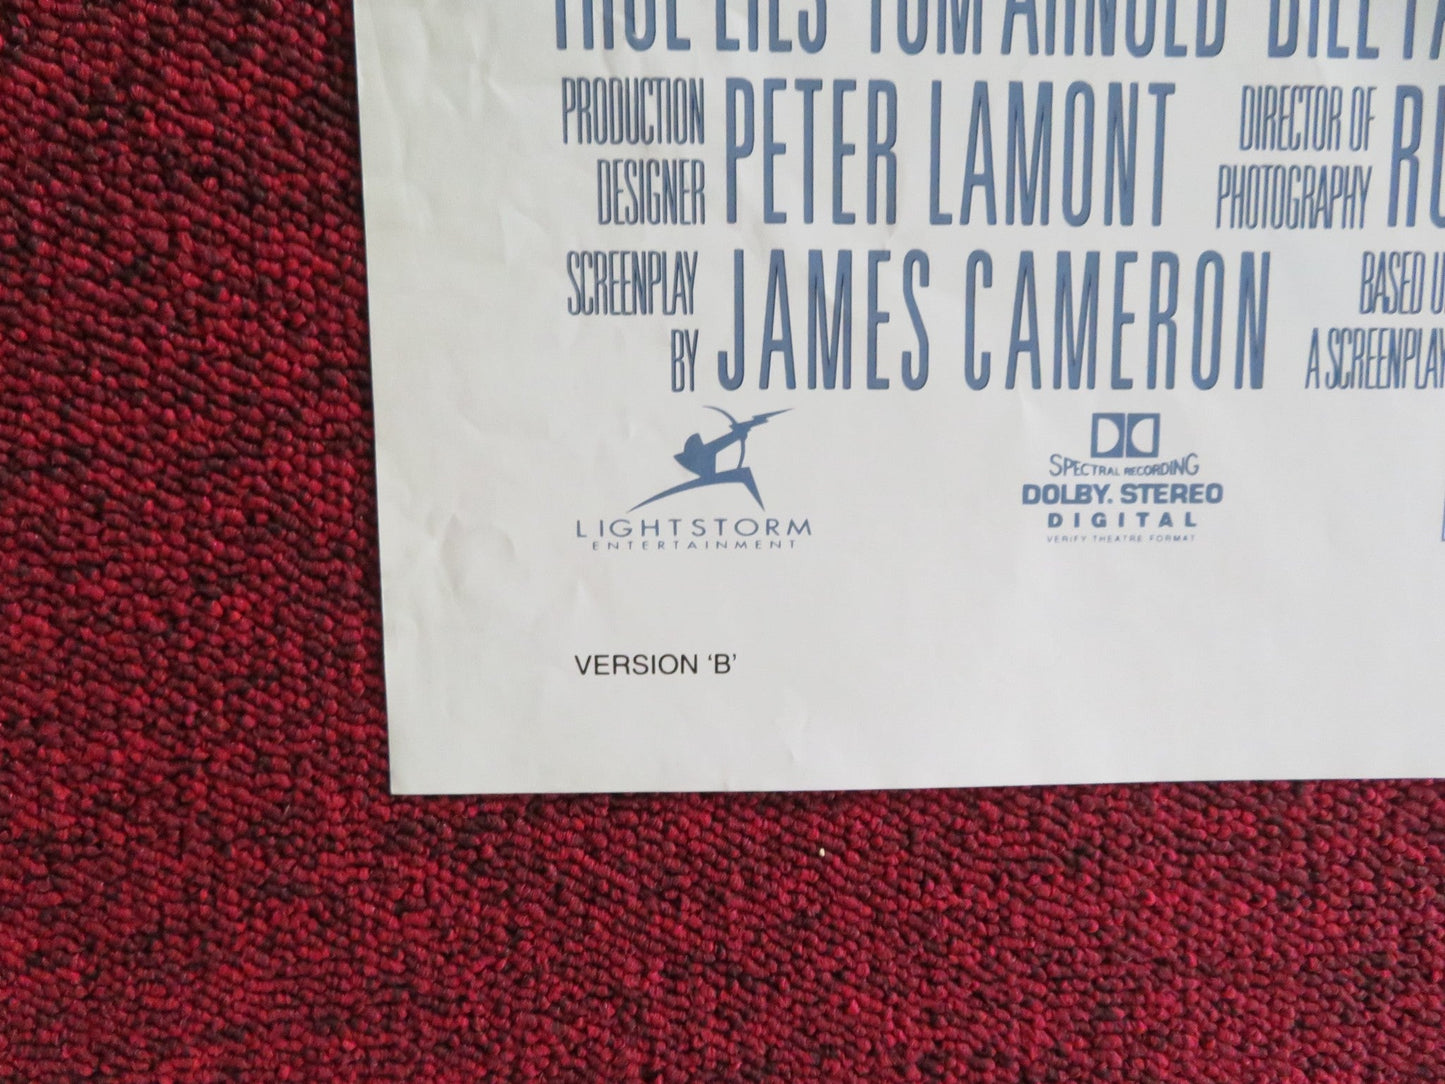 TRUE LIES TOM ARNOLD BILL
PRODUCTION DESIGNER PETER LAMONT DIRECTOR OF PHOTOGRAPHY
SCREENPLAY BY JAMES CAMERON BASED A SCREENPLAY
LIGHTSTORM
ENTERTAINMENT
SPECTRAL RECORDING
DOLBY. STEREO
DIGITAL
VERIFY THEATRE FORMAT
VERSION ‘B’